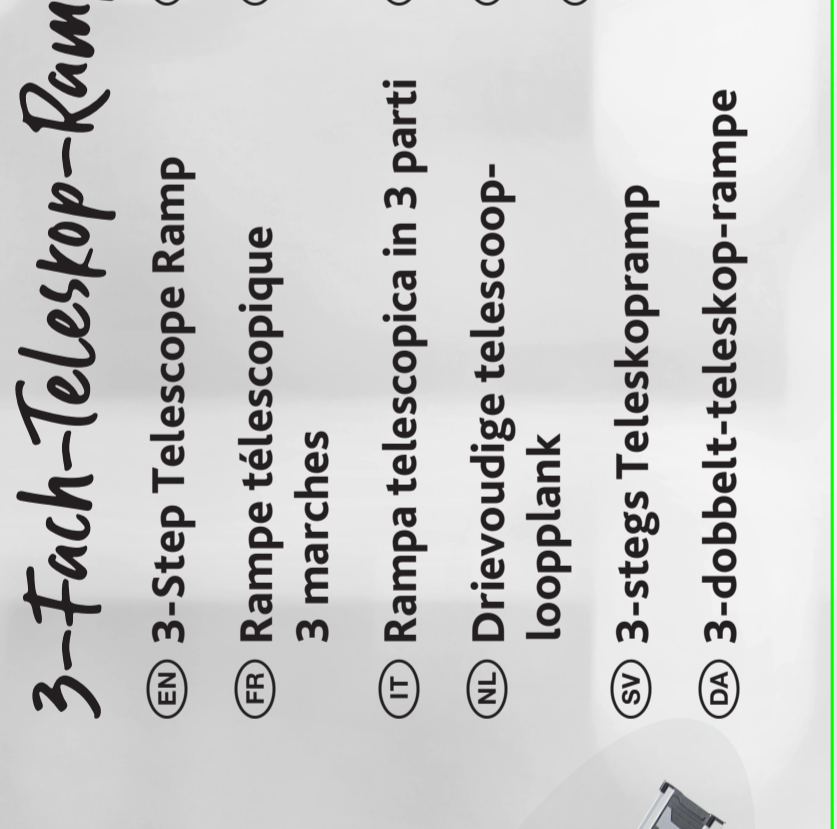 3-Fach-Teleskop-Ram
EN 3-Step Telescope Ramp
FR Rampe télescopique
3 marches
IT Rampa telescopica in 3 parti
NL Drievoudige telescoop-
loopplank
SV 3-stegs Teleskopramp
DA 3-dobbelt-teleskop-rampe